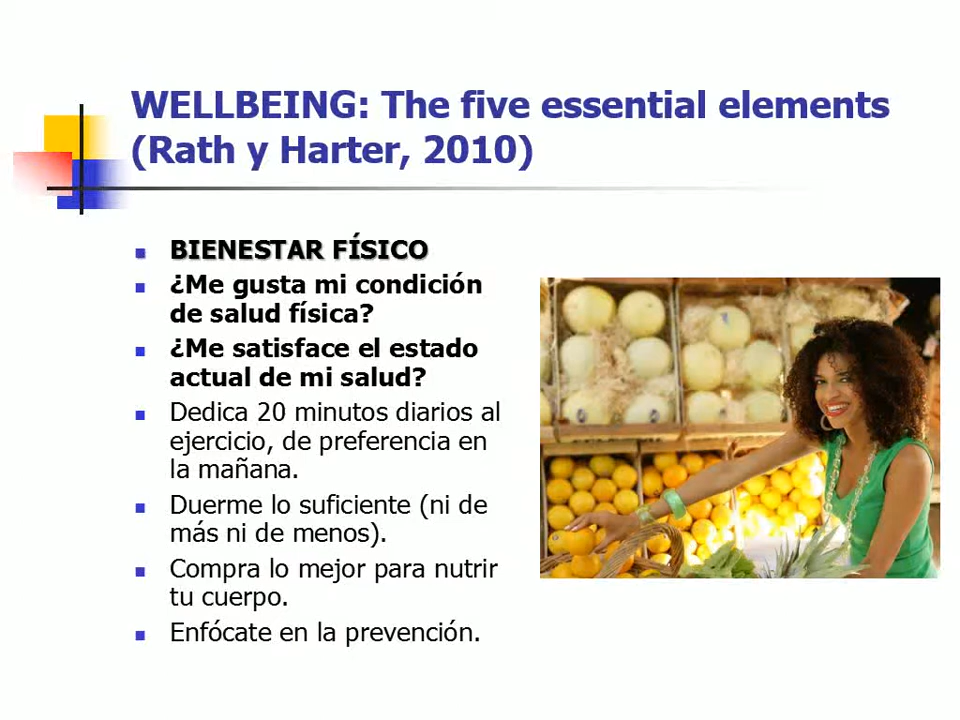 WELLBEING: The five essential elements
(Rath y Harter, 2010)
BIENESTAR FÍSICO
¿Me gusta mi condición
de salud física?
¿Me satisface el estado
actual de mi salud?
Dedica 20 minutos diarios al
ejercicio, de preferencia en
la mañana.
Duerme lo suficiente (ni de
más ni de menos).
Compra lo mejor para nutrir
tu cuerpo.
Enfócate en la prevención.